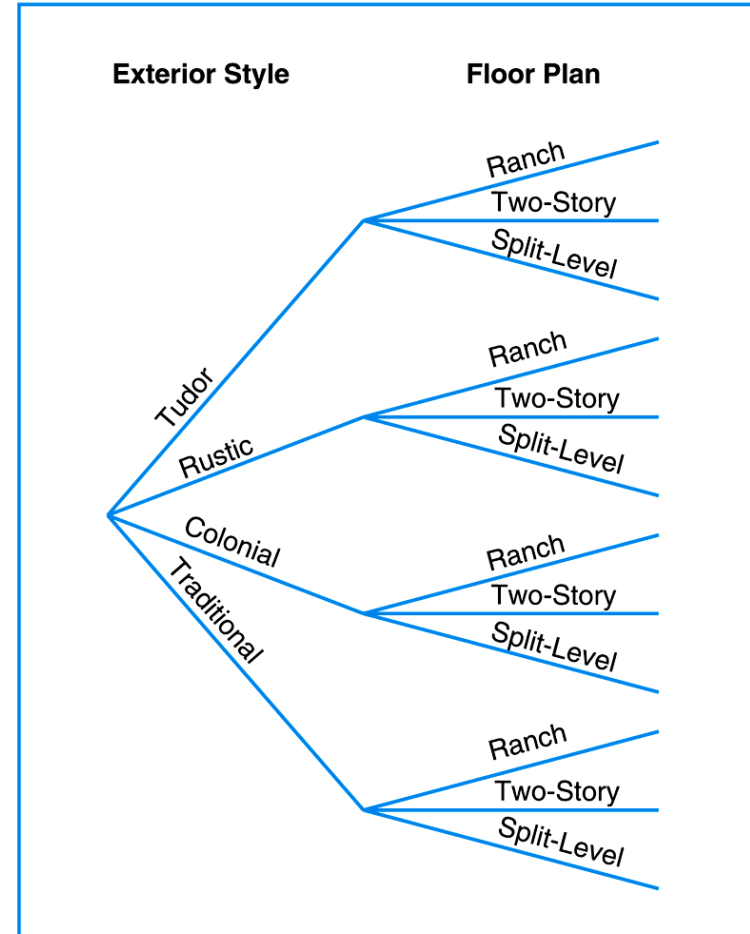 Exterior Style
Floor Plan
Tudor
Ranch
Two-Story
Split-Level
Rustic
Ranch
Two-Story
Split-Level
Colonial
Ranch
Two-Story
Split-Level
Traditional
Ranch
Two-Story
Split-Level